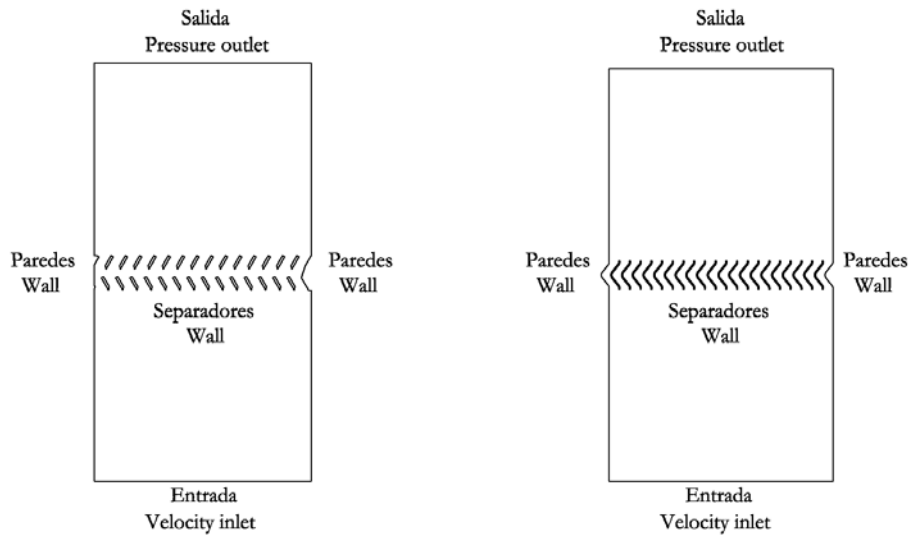 Salida
Pressure outlet
Paredes
Wall
Separadores
Wall
Paredes
Wall
Entrada
Velocity inlet
Salida
Pressure outlet
Paredes
Wall
Separadores
Wall
Paredes
Wall
Entrada
Velocity inlet